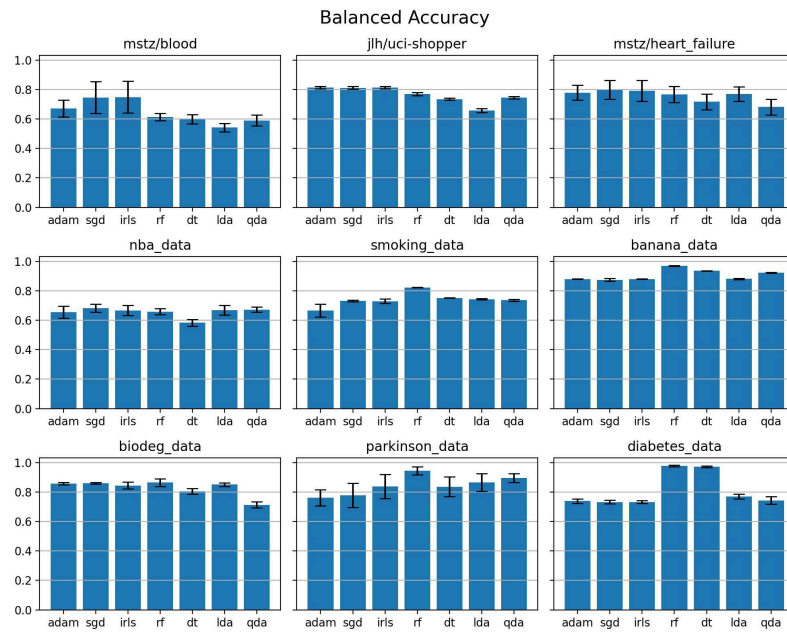 Balanced Accuracy
mstz/blood
jlh/uci-shopper
mstz/heart_failure
1.0
0.8
0.6
0.4
0.2
0.0
adam sgd irls rf dt lda qda
adam sgd irls rf dt lda qda
adam sgd irls rf dt lda qda
nba_data
smoking_data
banana_data
1.0
0.8
0.6
0.4
0.2
0.0
adam sgd irls rf dt lda qda
adam sgd irls rf dt lda qda
adam sgd irls rf dt lda qda
biodeg_data
parkinson_data
diabetes_data
1.0
0.8
0.6
0.4
0.2
0.0
adam sgd irls rf dt lda qda
adam sgd irls rf dt lda qda
adam sgd irls rf dt lda qda